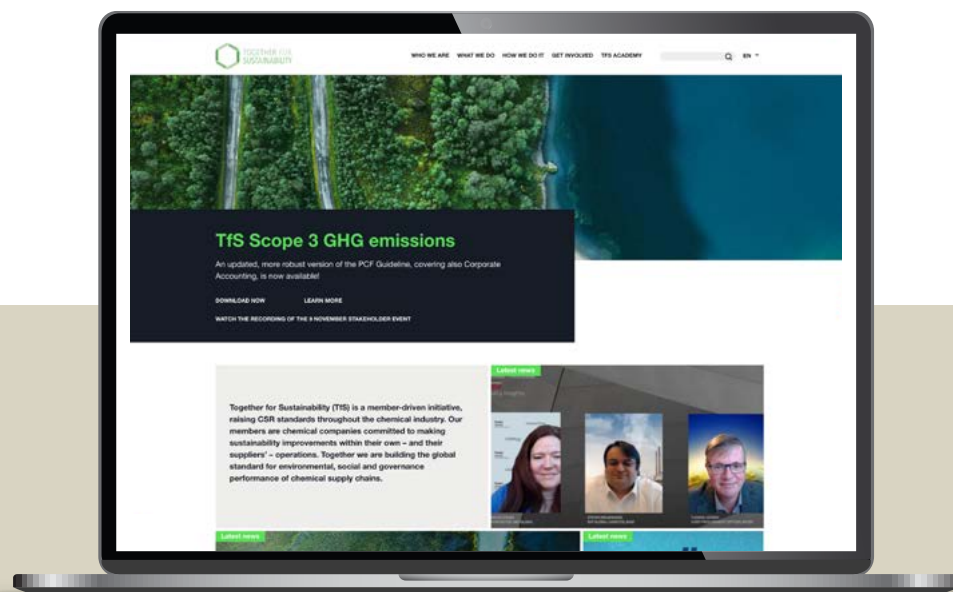 TOGETHER FOR
SUSTAINABILITY
WHO WE ARE WHAT WE DO HOW WE DO IT GET INVOLVED TFS ACADEMY EN
TfS Scope 3 GHG emissions
An updated, more robust version of the PCF Guideline, covering also Corporate
Accounting, is now available!
DOWNLOAD NOW LEARN MORE
WATCH THE RECORDING OF THE 9 NOVEMBER STAKEHOLDER EVENT
Together for Sustainability (TfS) is a member-driven initiative,
raising CSR standards throughout the chemical industry. Our
members are chemical companies committed to making
sustainability improvements within their own – and their
suppliers' – operations. Together we are building the global
standard for environmental, social and governance
performance of chemical supply chains.
Latest news
Latest news
Latest news